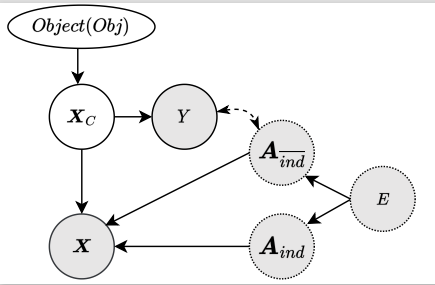 Object(Obj)
X_C
Y
A_{\overline{ind}}
E
X
A_{ind}